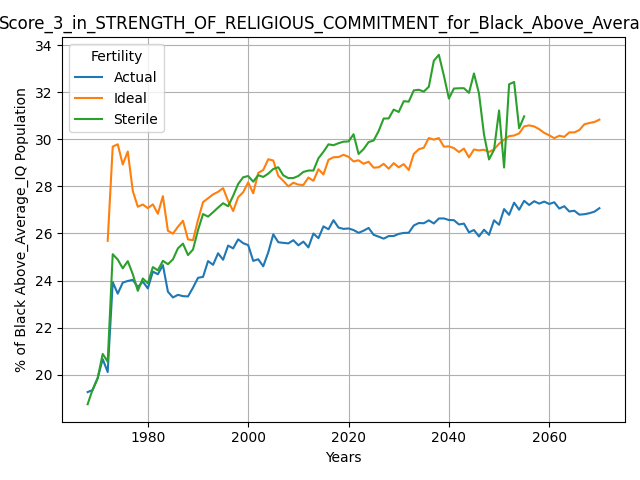 Score_3_in_STRENGTH_OF_RELIGIOUS_COMMITMENT_for_Black_Above_Avera
Fertility
Actual
Ideal
Sterile
34
32
30
28
26
24
22
20
% of Black Above_Average_IQ Population
1980
2000
2020
2040
2060
Years